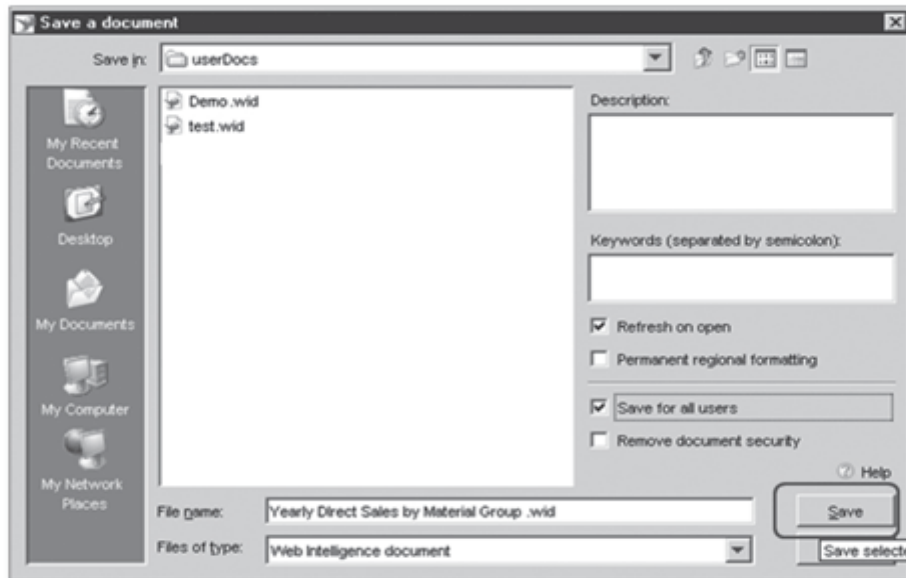 Save a document
Save in:
userDocs
My Recent
Documents
Desktop
My Documents
My Computer
My Network
Places
Demo .wid
test.wid
Description:
Keywords (separated by semicolon):
Refresh on open
Permanent regional formatting
Save for all users
Remove document security
Help
File name:
Yearly Direct Sales by Material Group .wid
Save
Files of type:
Web Intelligence document
Save selecte